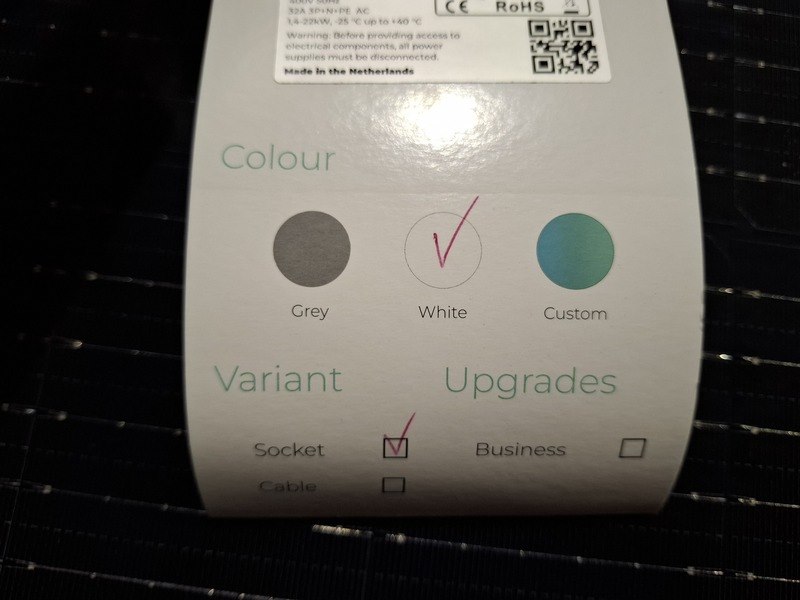 400V 50Hz
32A 3P+N+PE AC
1,4-22kW, -25 °C up to +40 °C
Warning: Before providing access to
electrical components, all power
supplies must be disconnected.
Made in the Netherlands
CE RoHS
Colour
Grey White Custom
Variant Upgrades
Socket Business
Cable